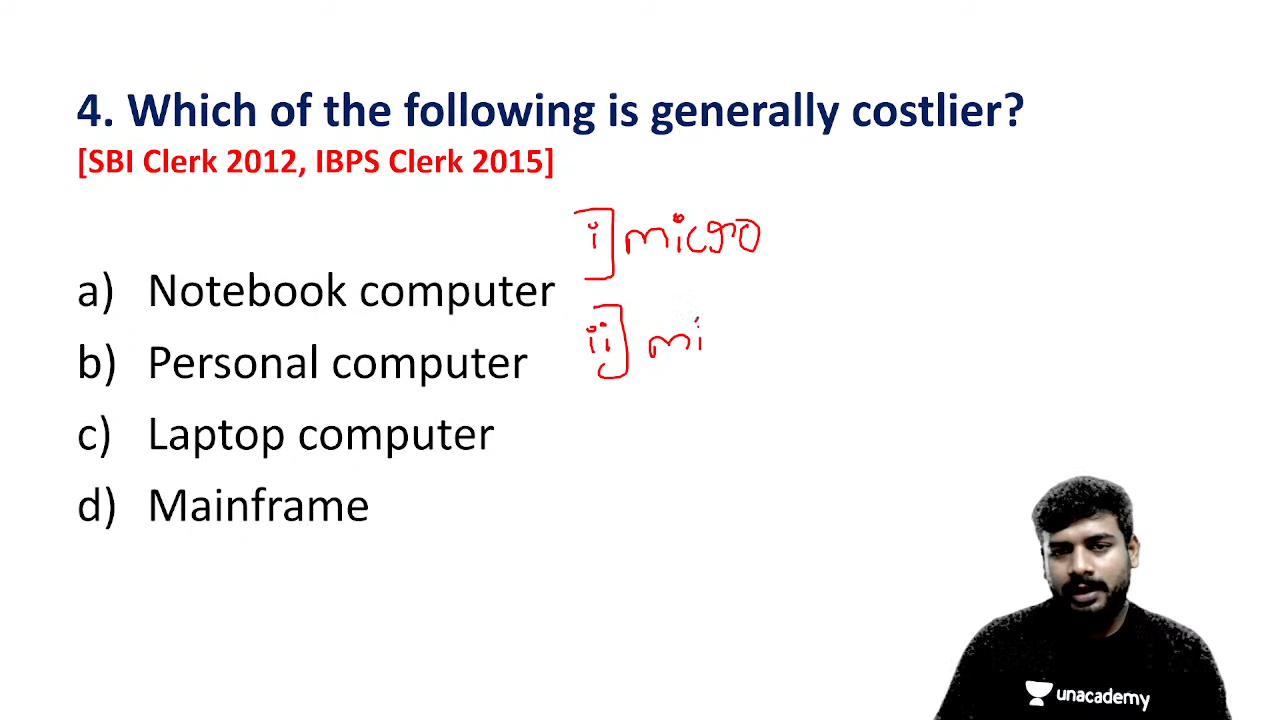 4. Which of the following is generally costlier?
[SBI Clerk 2012, IBPS Clerk 2015]
i] micro
a) Notebook computer
ii] mi
b) Personal computer
c) Laptop computer
d) Mainframe
unacademy